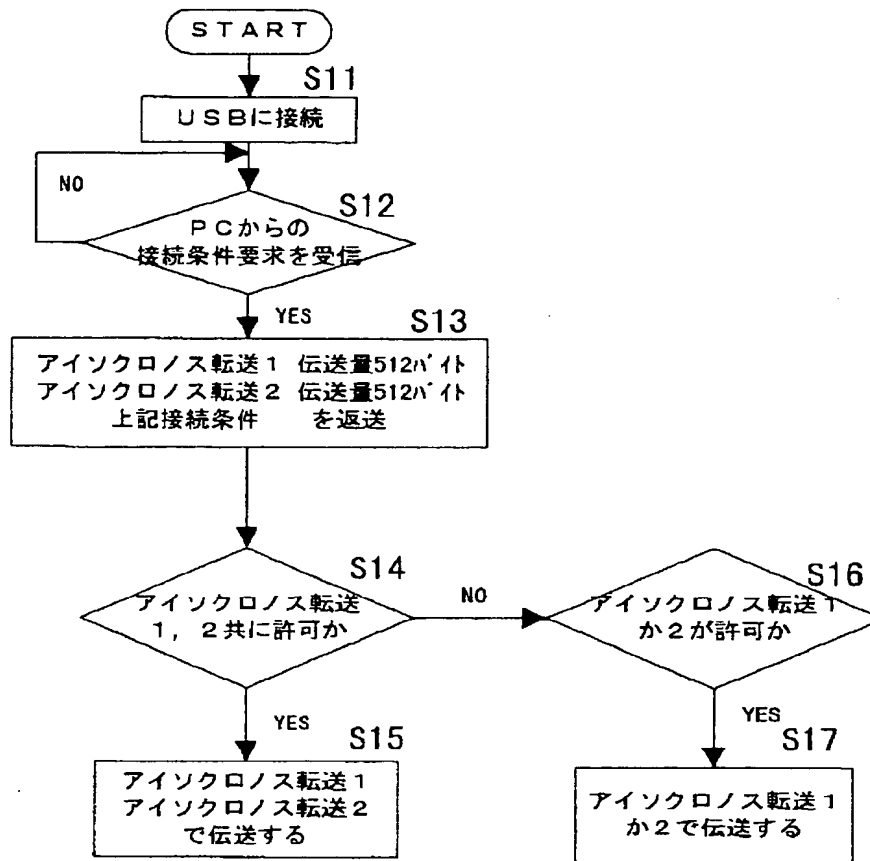 START
S11
USBに接続
NO
S12
PCからの
接続条件要求を受信
YES
S13
アイソクロノス転送1 伝送量512バイト
アイソクロノス転送2 伝送量512バイト
上記接続条件 を返送
S14
アイソクロノス転送
1，2共に許可か
NO
S16
アイソクロノス転送1
か2が許可か
YES
S15
アイソクロノス転送1
アイソクロノス転送2
で伝送する
YES
S17
アイソクロノス転送1
か2で伝送する